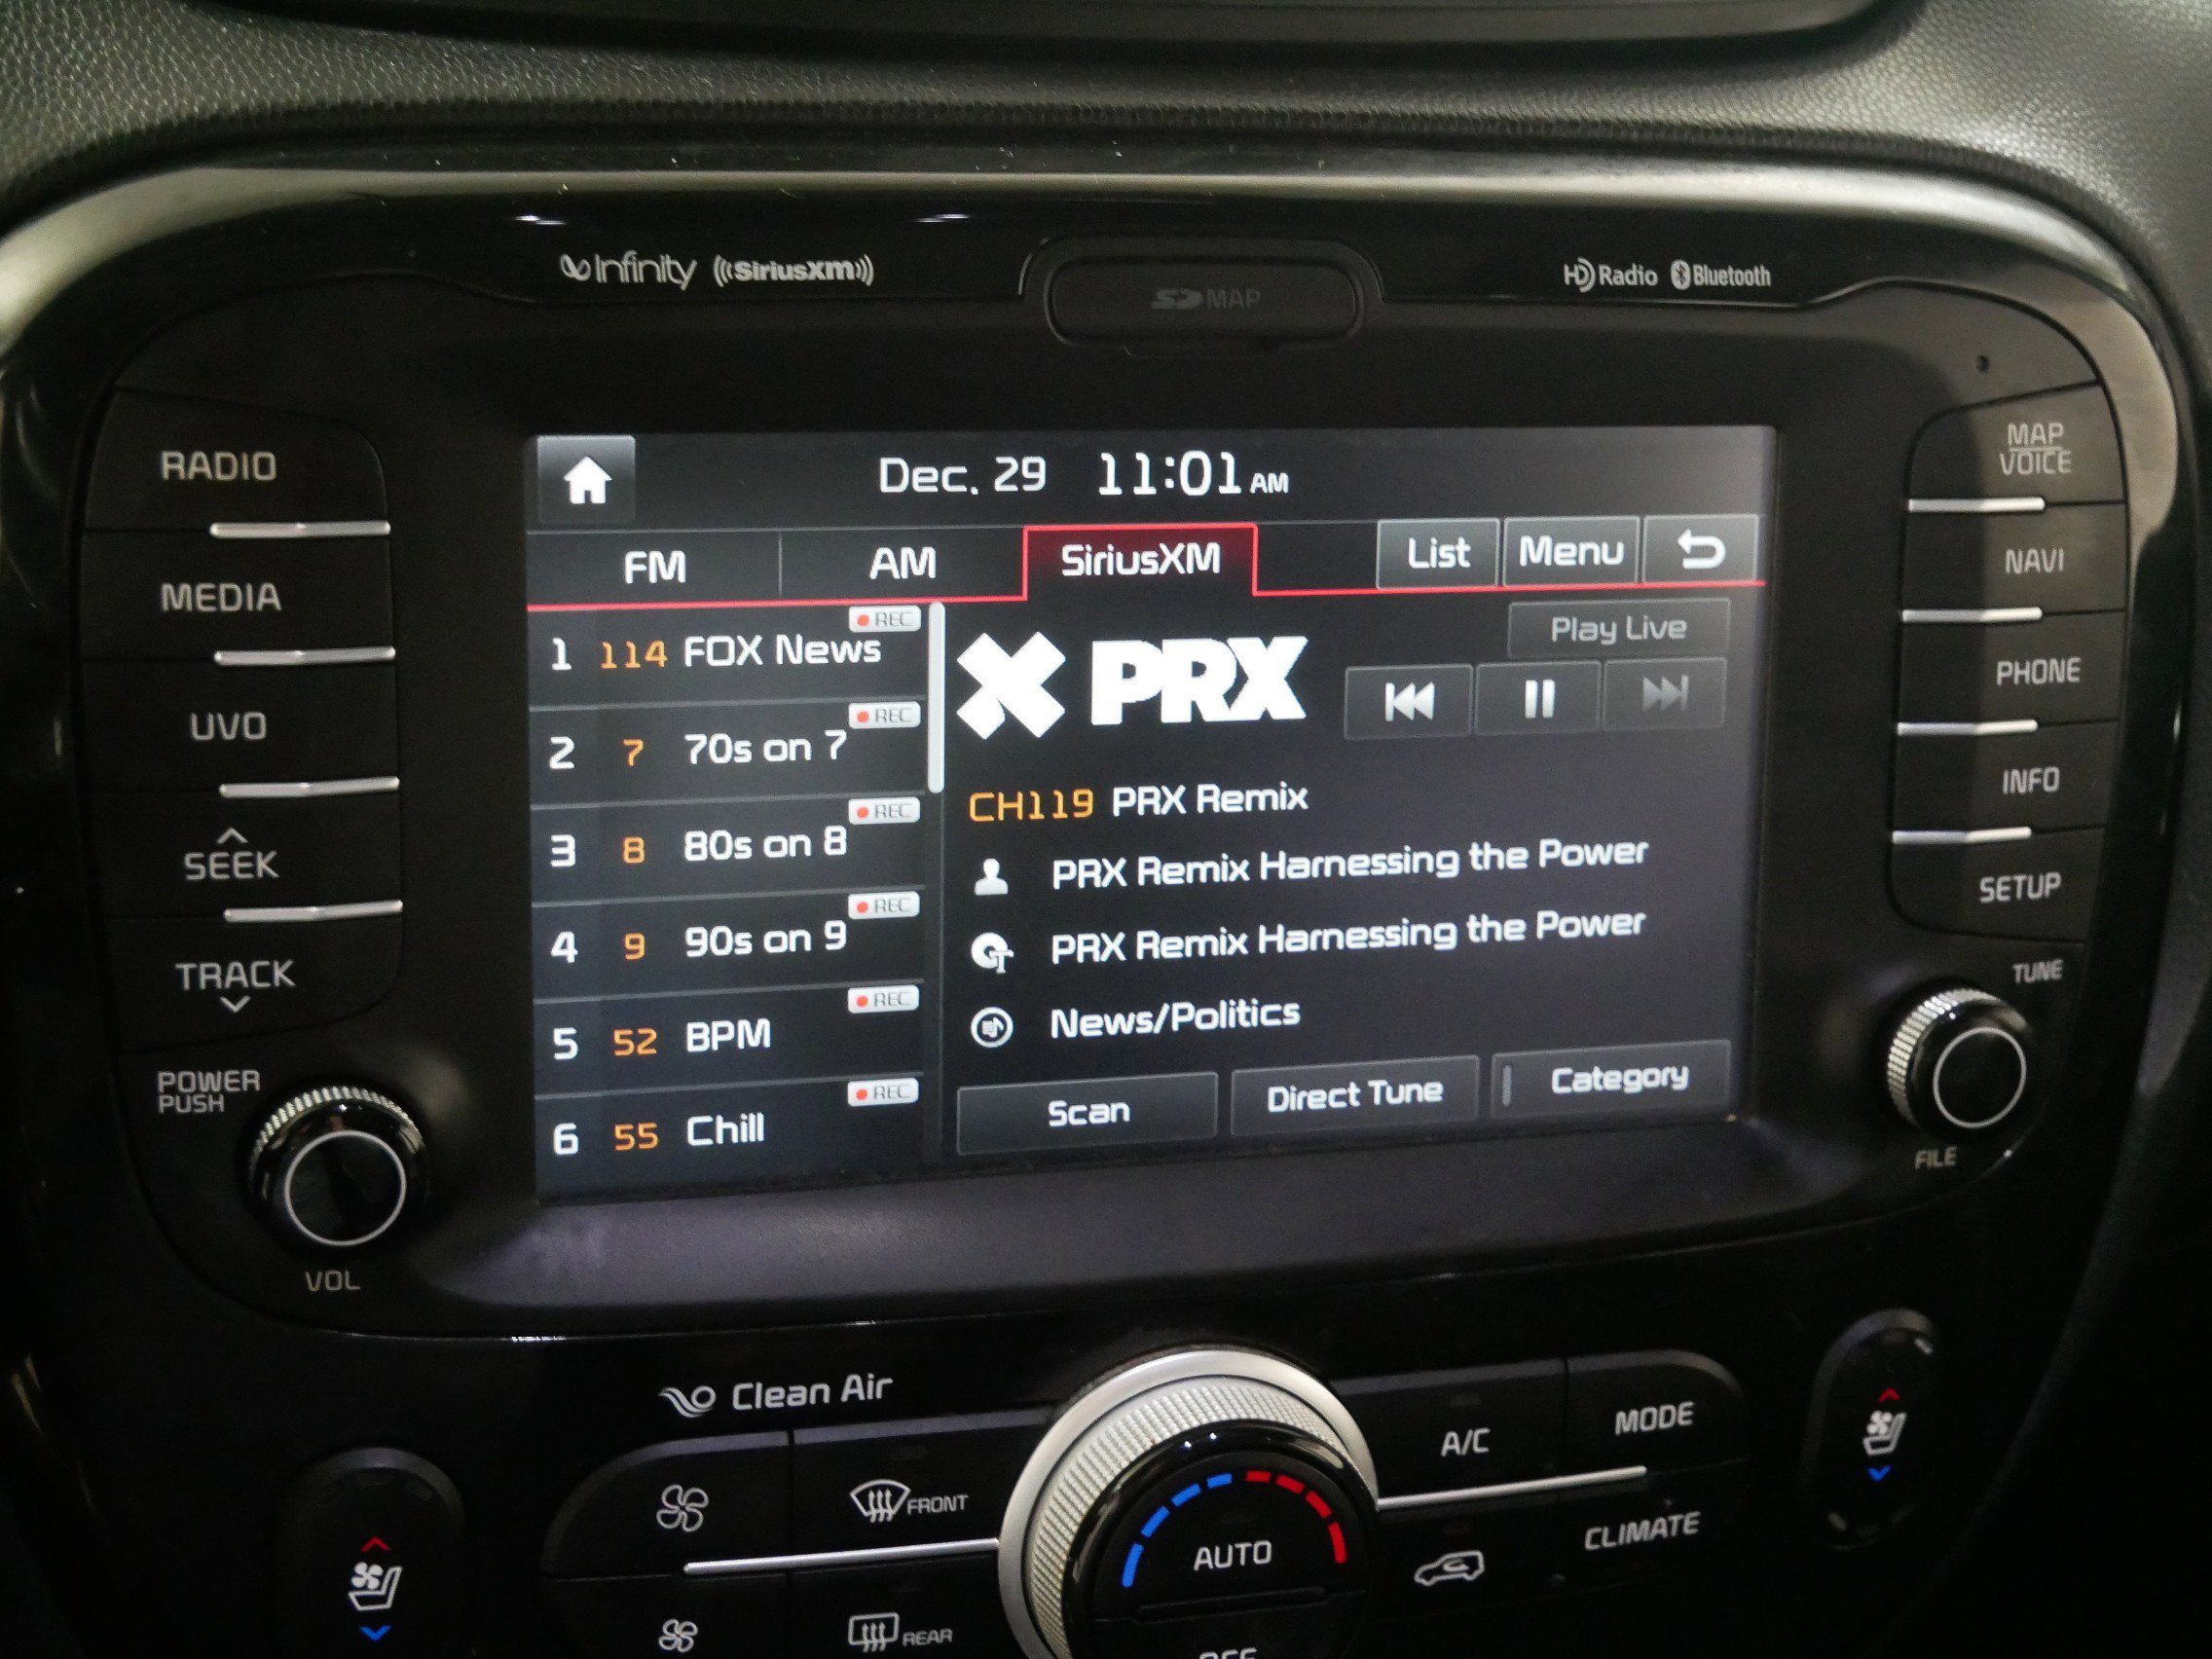 Infinity ((SiriusXM))
SD MAP
HD Radio Bluetooth
RADIO
MEDIA
UVO
SEEK
TRACK
POWER
PUSH
VOL
Dec. 29 11:01 AM
FM AM SiriusXM List Menu
1 114 FOX News REC
2 7 70s on 7 REC
3 8 80s on 8 REC
4 9 90s on 9 REC
5 52 BPM REC
6 55 Chill REC
PRX
Play Live
CH119 PRX Remix
PRX Remix Harnessing the Power
PRX Remix Harnessing the Power
News/Politics
Scan Direct Tune Category
MAP
VOICE
NAVI
PHONE
INFO
SETUP
TUNE
FILE
Clean Air
FRONT
REAR
AUTO
OFF
A/C
MODE
CLIMATE